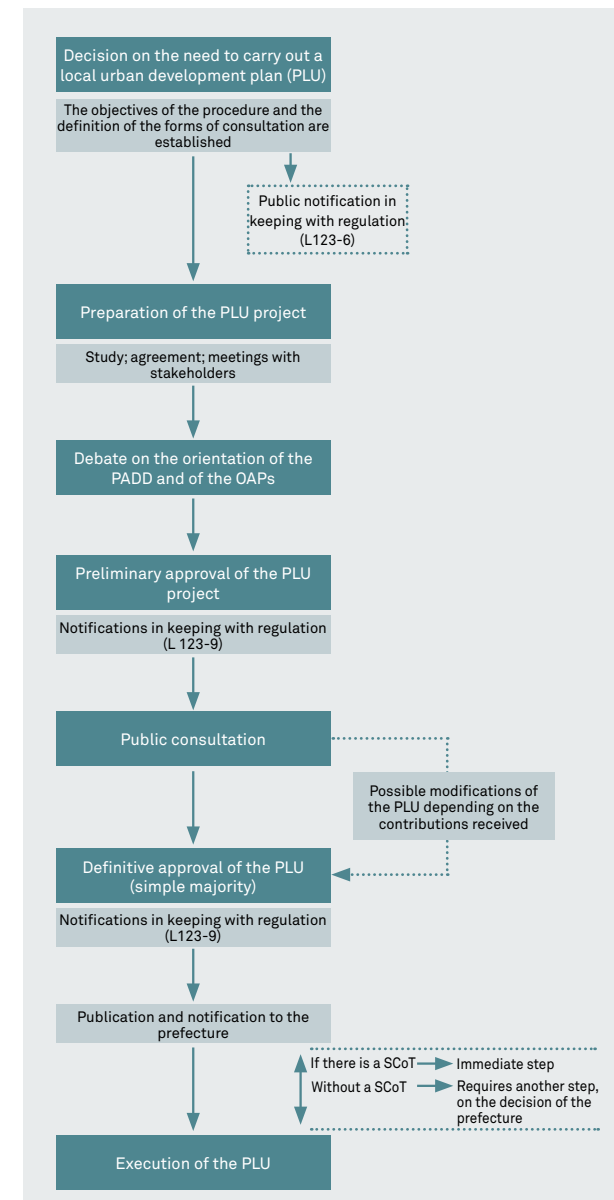 Decision on the need to carry out a
local urban development plan (PLU)
The objectives of the procedure and the
definition of the forms of consultation are
established
Public notification in
keeping with regulation
(L123-6)
Preparation of the PLU project
Study; agreement; meetings with
stakeholders
Debate on the orientation of the
PADD and of the OAPs
Preliminary approval of the PLU
project
Notifications in keeping with regulation
(L 123-9)
Public consultation
Possible modifications of
the PLU depending on the
contributions received
Definitive approval of the PLU
(simple majority)
Notifications in keeping with regulation
(L123-9)
Publication and notification to the
prefecture
If there is a SCoT
Immediate step
Without a SCoT
Requires another step,
on the decision of the
prefecture
Execution of the PLU